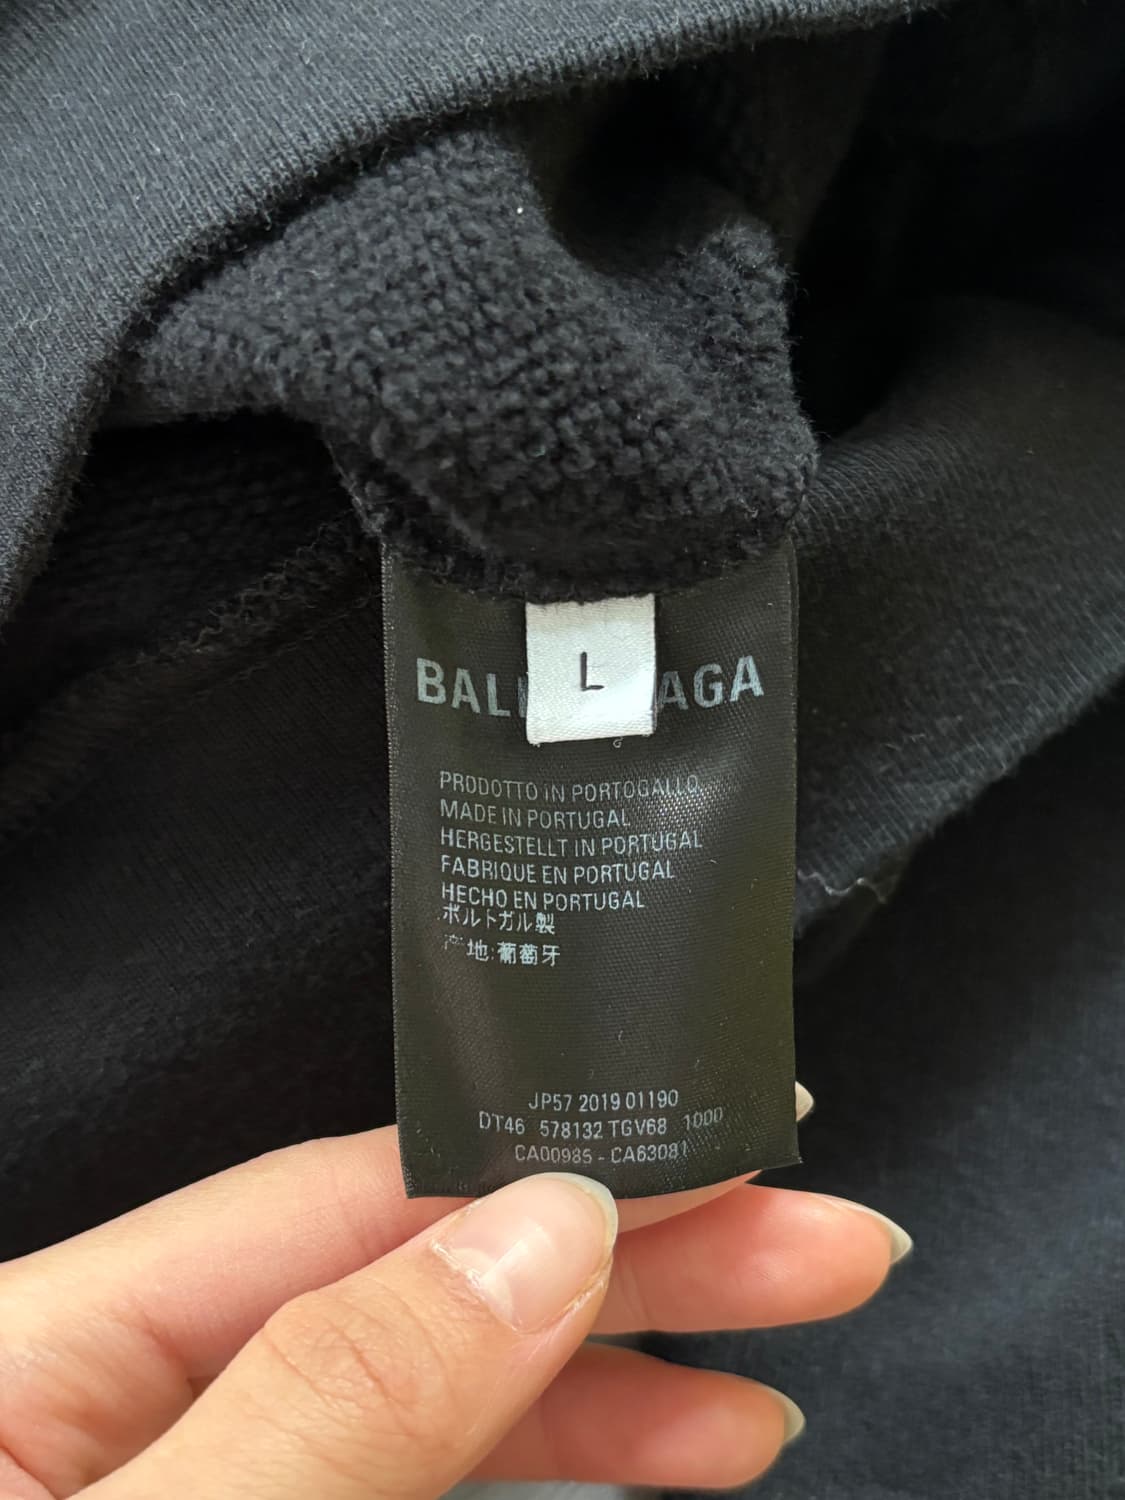 L
BAL AGA
PRODOTTO IN PORTOGALLO
MADE IN PORTUGAL
HERGESTELLT IN PORTUGAL
FABRIQUE EN PORTUGAL
HECHO EN PORTUGAL
ポルトガル製
产地:葡萄牙
JP57 2019 01190
DT46 578132 TGV68 1000
CA00985 - CA63081